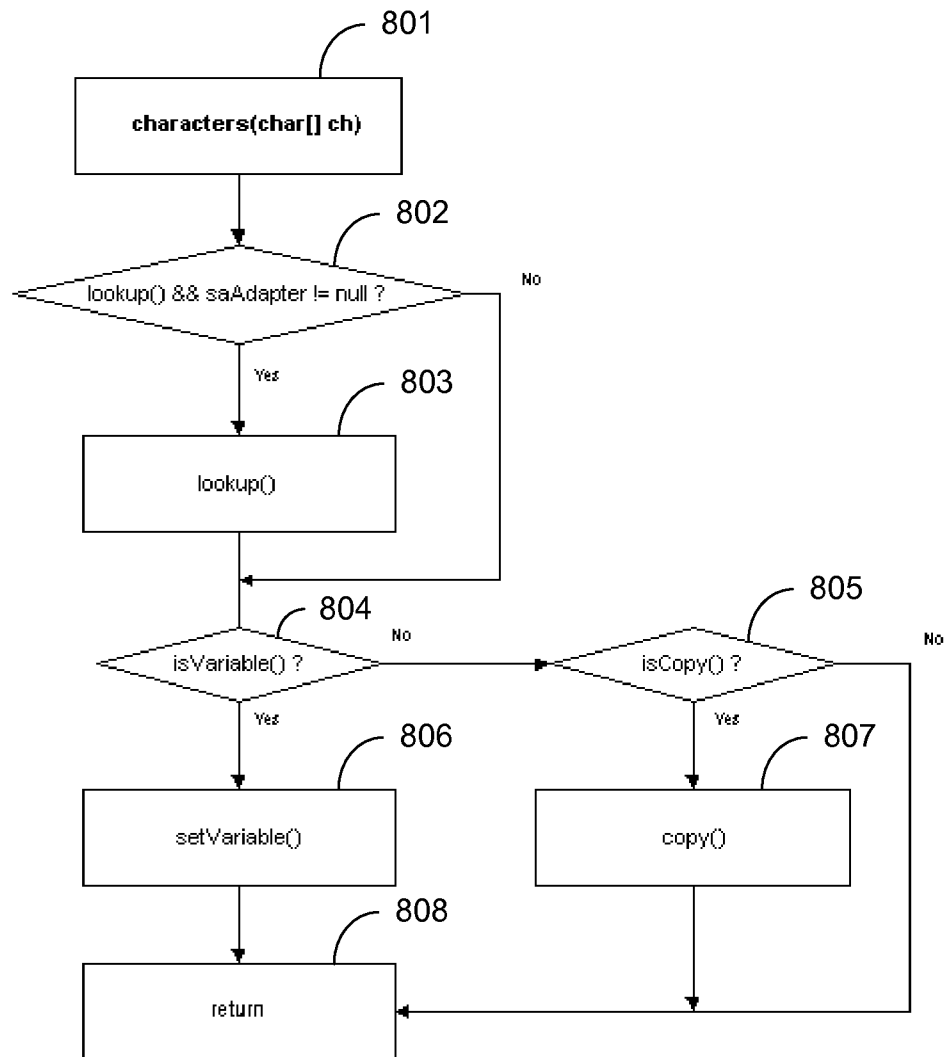 801
characters(char[] ch)
802
lookup() && saAdapter != null ?
No
Yes
803
lookup()
804
isVariable() ?
No
805
isCopy() ?
No
Yes
Yes
806
setVariable()
807
copy()
808
return